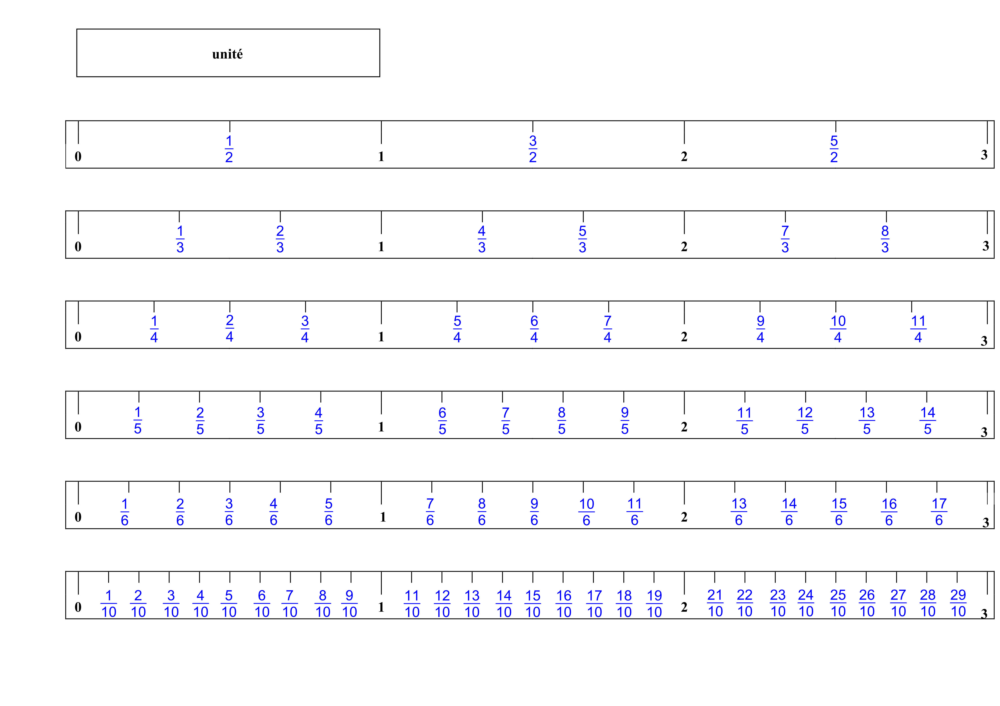 unité
0 1/2 1 3/2 2 5/2 3
0 1/3 2/3 1 4/3 5/3 2 7/3 8/3 3
0 1/4 2/4 3/4 1 5/4 6/4 7/4 2 9/4 10/4 11/4 3
0 1/5 2/5 3/5 4/5 1 6/5 7/5 8/5 9/5 2 11/5 12/5 13/5 14/5 3
0 1/6 2/6 3/6 4/6 5/6 1 7/6 8/6 9/6 10/6 11/6 2 13/6 14/6 15/6 16/6 17/6 3
0 1/10 2/10 3/10 4/10 5/10 6/10 7/10 8/10 9/10 1 11/10 12/10 13/10 14/10 15/10 16/10 17/10 18/10 19/10 2 21/10 22/10 23/10 24/10 25/10 26/10 27/10 28/10 29/10 3